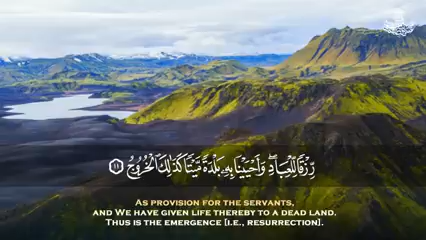 رِّزْقًا لِّلْعِبَادِ ۖ وَأَحْيَيْنَا بِهِۦ بَلْدَةً مَّيْتًا ۚ كَذَٰلِكَ ٱلْخُرُوجُ ۝١١
AS PROVISION FOR THE SERVANTS,
AND WE HAVE GIVEN LIFE THEREBY TO A DEAD LAND.
THUS IS THE EMERGENCE [I.E., RESURRECTION].